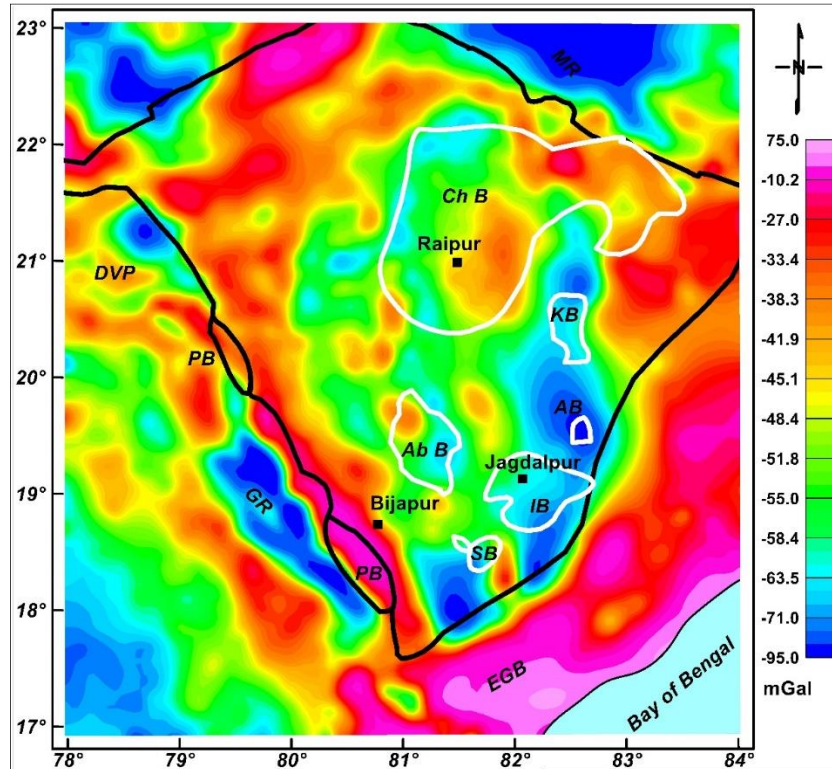 23°
22°
21°
20°
19°
18°
17°
78°
79°
80°
81°
82°
83°
84°
MR
Ch B
Raipur
DVP
KB
PB
AB
Ab B
Jagdalpur
GR
IB
Bijapur
SB
PB
EGB
Bay of Bengal
N
75.0
-10.2
-27.0
-33.4
-38.3
-41.9
-45.1
-48.4
-51.8
-55.0
-58.9
-63.5
-71.0
-95.0
mGal